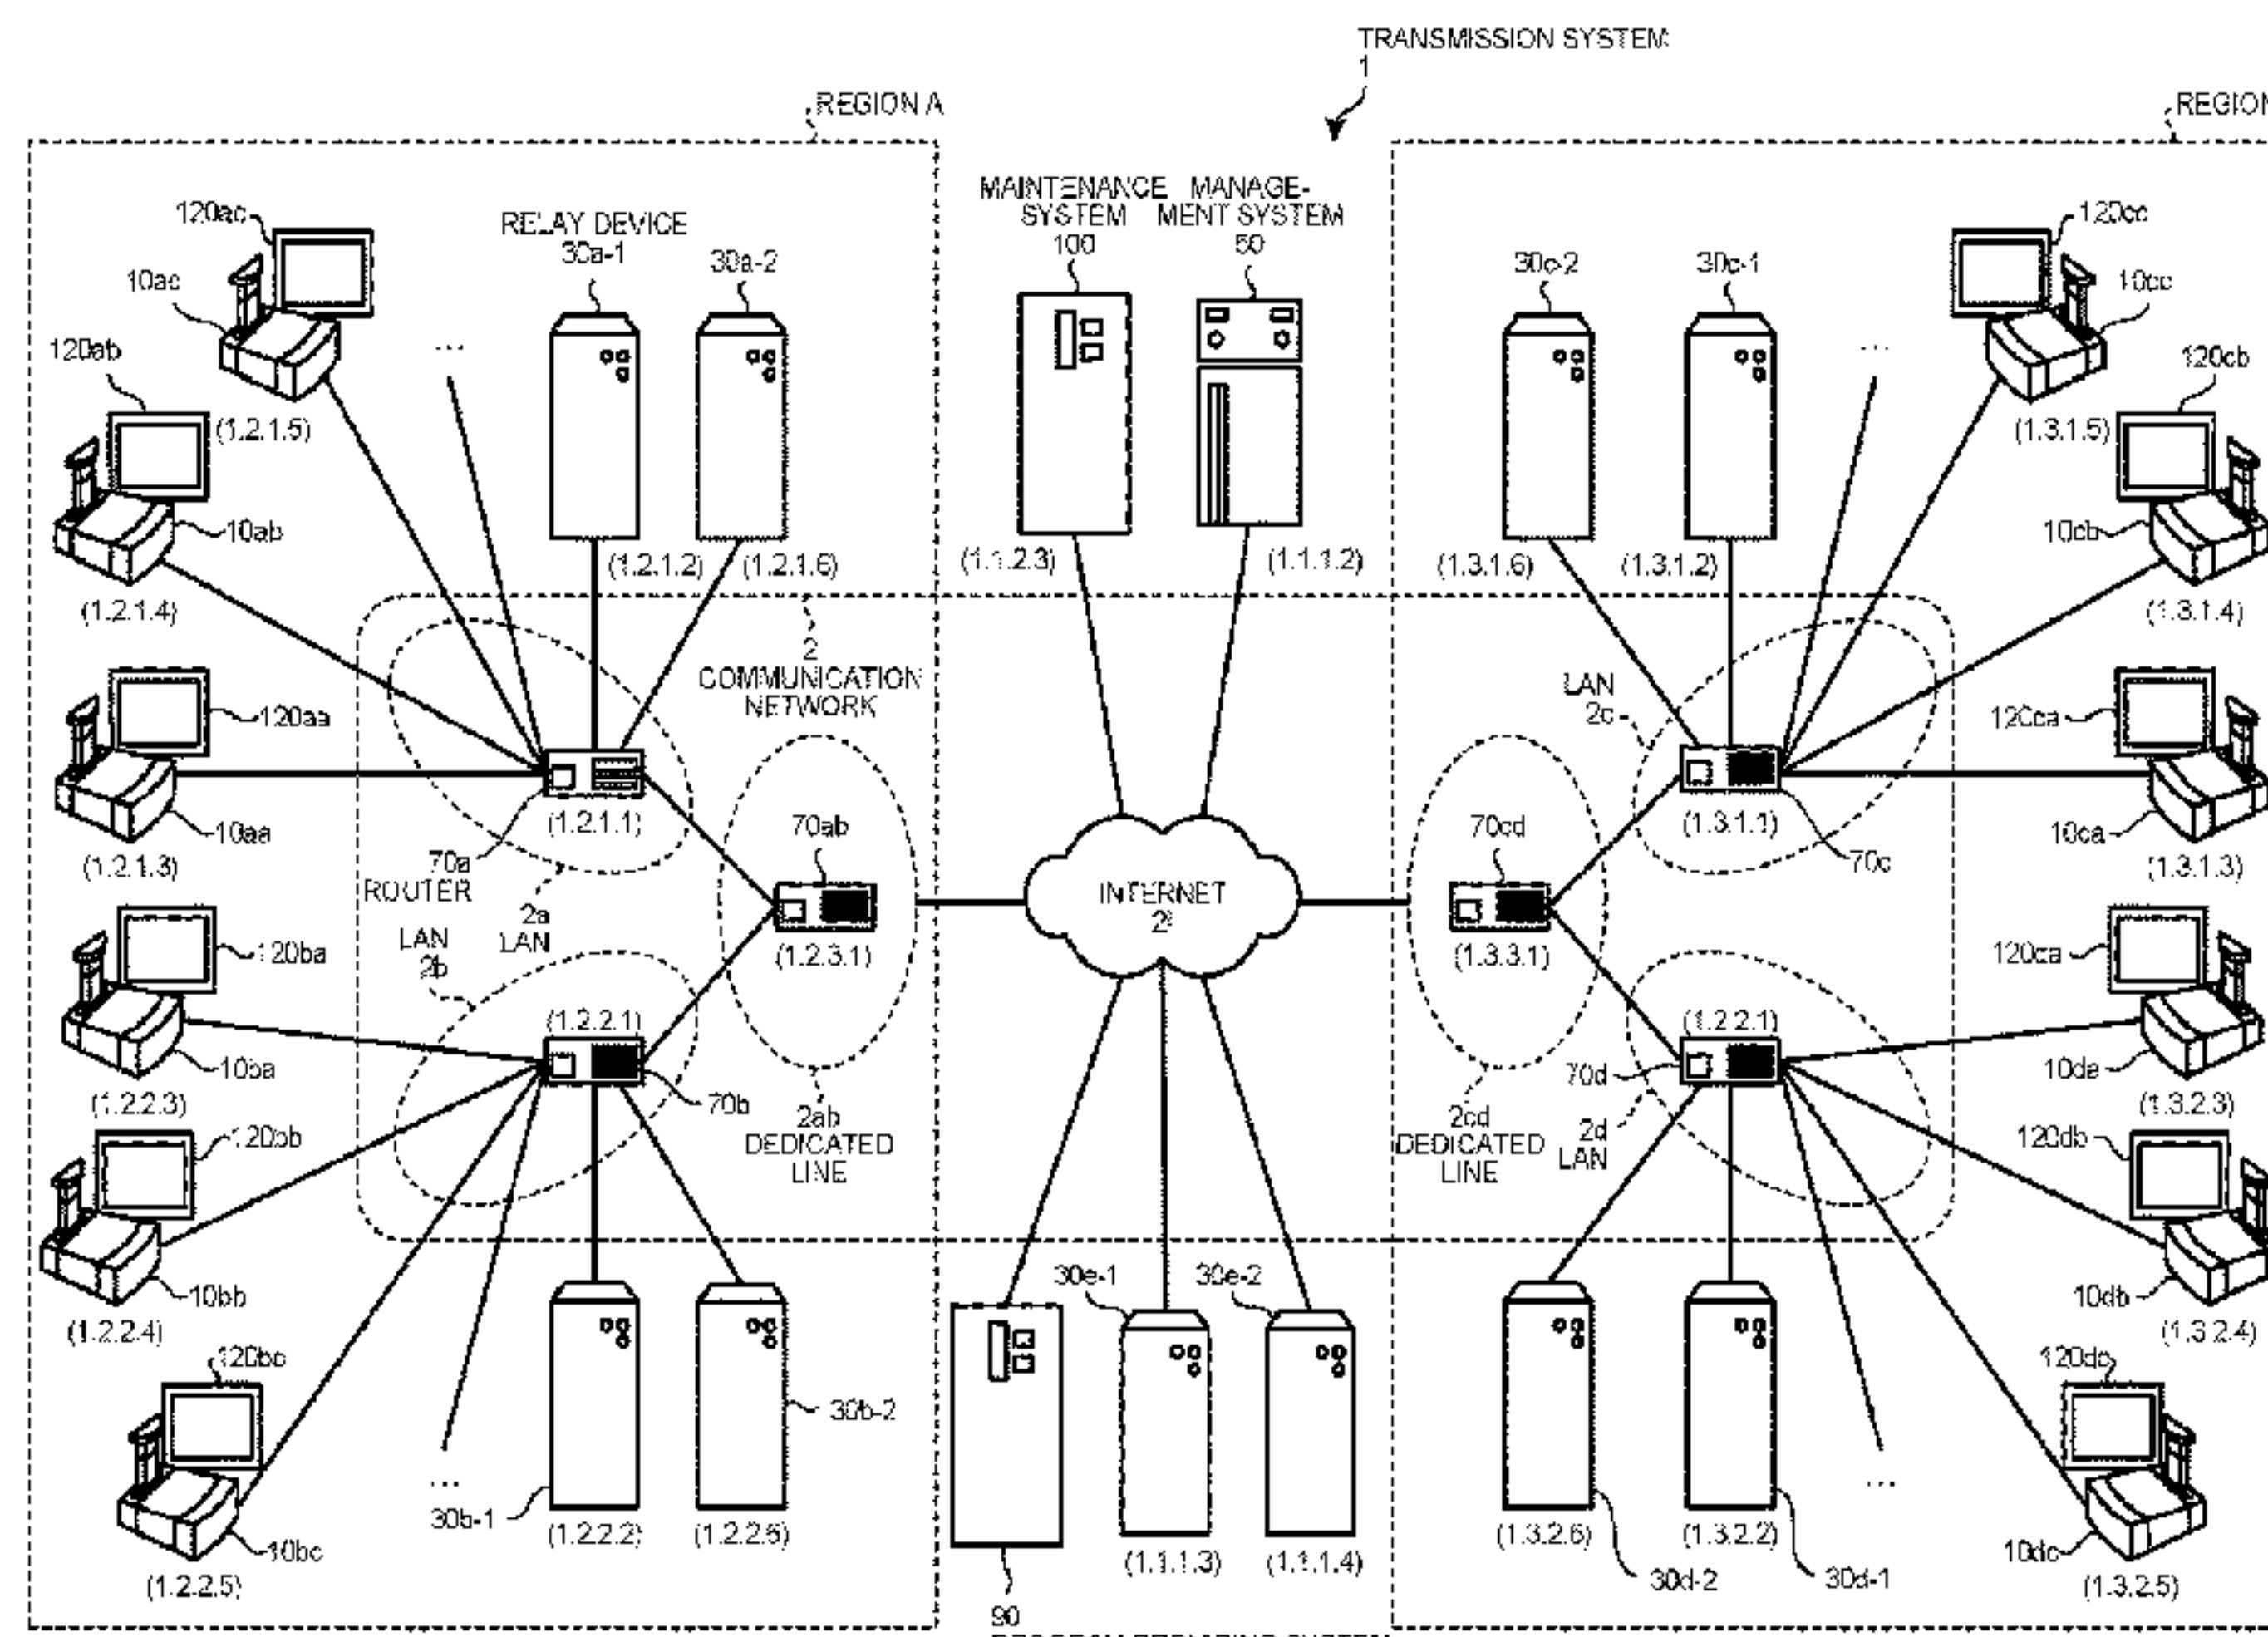 TRANSMISSION SYSTEM
1
REGION A
REGION
MAINTENANCE
SYSTEM
100
MANAGE-
MENT SYSTEM
50
RELAY DEVICE
30a-1
30a-2
30c-2
30c-1
120ac
10ac
120ab
(1.2.1.5)
10ab
(1.2.1.4)
(1.2.1.2)
(1.2.1.6)
(1.1.2.3)
(1.1.1.2)
(1.3.1.6)
(1.3.1.2)
120cc
10cc
120cb
(1.3.1.5)
10cb
(1.3.1.4)
...
...
2
COMMUNICATION
NETWORK
120aa
10aa
(1.2.1.3)
(1.2.1.1)
70a
ROUTER
2a
LAN
70ab
(1.2.3.1)
INTERNET
2i
70cd
(1.3.3.1)
LAN
2c
(1.3.1.1)
70c
120ca
10ca
(1.3.1.3)
LAN
2b
120ba
10ba
(1.2.2.3)
(1.2.2.1)
70b
2ab
DEDICATED
LINE
2cd
DEDICATED
LINE
2d
LAN
70d
(1.2.2.1)
120ca
10da
(1.3.2.3)
120bb
10bb
(1.2.2.4)
120bc
10bc
(1.2.2.5)
...
30b-1
(1.2.2.2)
30b-2
30e-1
30e-2
90
(1.1.1.3)
(1.1.1.4)
(1.3.2.6)
30d-2
(1.3.2.2)
30d-1
...
120db
10db
(1.3.2.4)
120dc
10dc
(1.3.2.5)